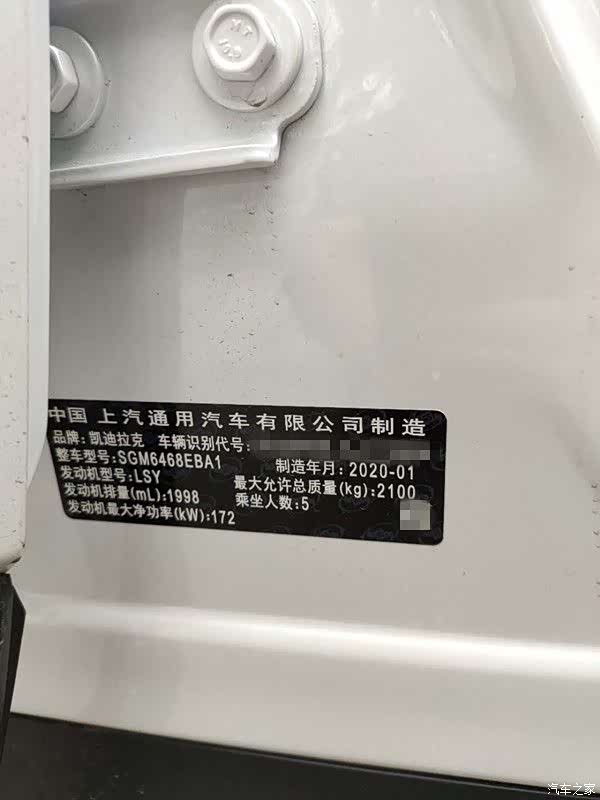 中国 上汽通用汽车有限公司制造
品牌: 凯迪拉克 车辆识别代号:
整车型号:SGM6468EBA1 制造年月:2020-01
发动机型号:LSY 最大允许总质量(kg):2100
发动机排量(mL):1998 乘坐人数:5
发动机最大净功率(kW):172
汽车之家